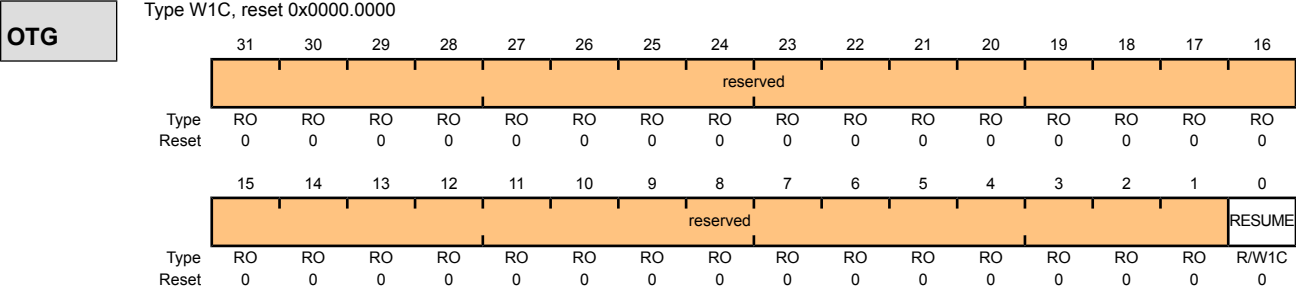 Type W1C, reset 0x0000.0000
OTG
31 30 29 28 27 26 25 24 23 22 21 20 19 18 17 16
reserved
Type RO RO RO RO RO RO RO RO RO RO RO RO RO RO RO RO
Reset 0 0 0 0 0 0 0 0 0 0 0 0 0 0 0 0
15 14 13 12 11 10 9 8 7 6 5 4 3 2 1 0
reserved RESUME
Type RO RO RO RO RO RO RO RO RO RO RO RO RO RO RO R/W1C
Reset 0 0 0 0 0 0 0 0 0 0 0 0 0 0 0 0